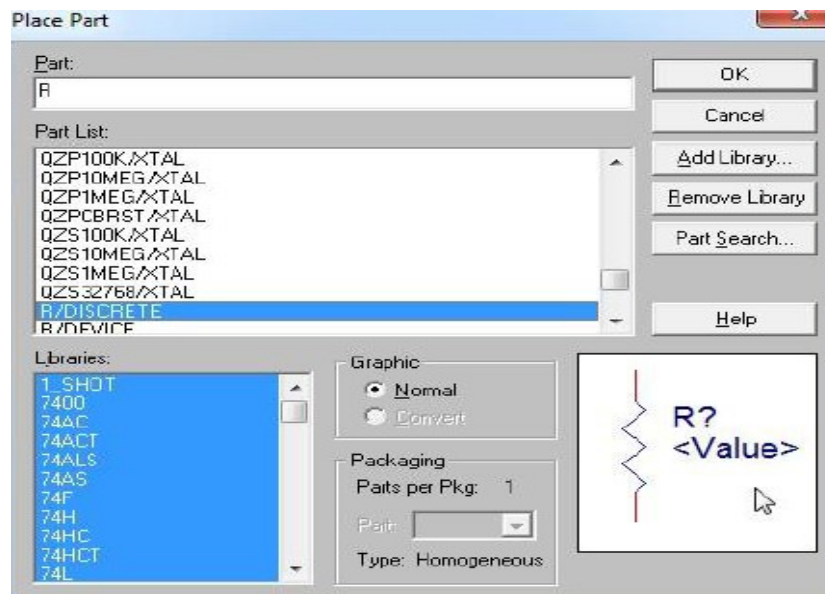 Place Part
Part:
R
OK
Cancel
Part List:
QZP100K/XTAL
QZP10MEG/XTAL
QZP1MEG/XTAL
QZPCBRST/XTAL
QZS100K/XTAL
QZS10MEG/XTAL
QZS1MEG/XTAL
QZS32768/XTAL
R/DISCRETE
R/DEVICE
Add Library...
Remove Library
Part Search...
Help
Libraries:
1_SHOT
7400
74AC
74ACT
74ALS
74AS
74F
74H
74HC
74HCT
74L
Graphic
Normal
Convert
Packaging
Parts per Pkg: 1
Part:
Type: Homogeneous
R?
<Value>